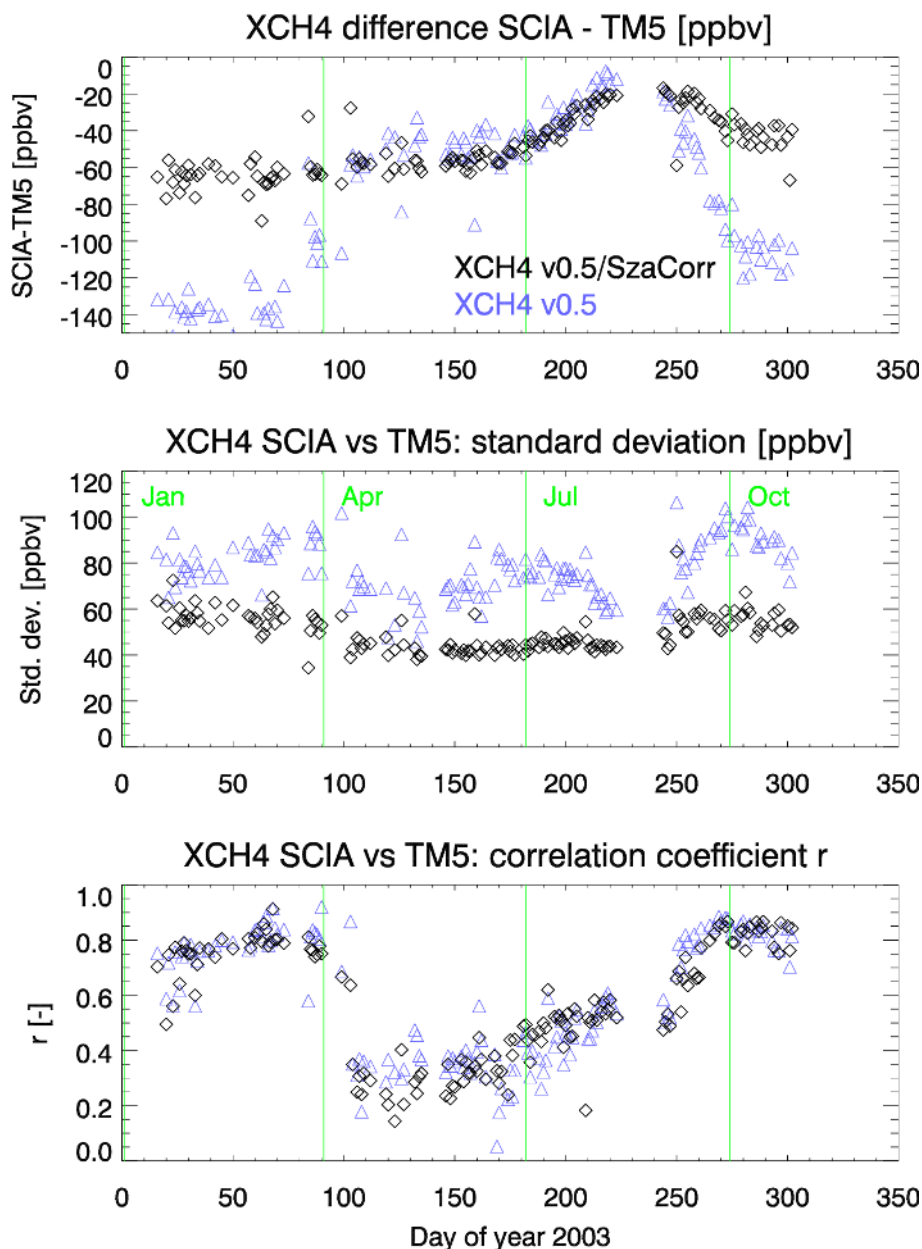 XCH4 difference SCIA - TM5 [ppbv]
SCIA-TM5 [ppbv]
0
-20
-40
-60
-80
-100
-120
-140
XCH4 v0.5/SzaCorr
XCH4 v0.5
0 50 100 150 200 250 300 350
XCH4 SCIA vs TM5: standard deviation [ppbv]
Std. dev. [ppbv]
120
100
80
60
40
20
0
Jan Apr Jul Oct
0 50 100 150 200 250 300 350
XCH4 SCIA vs TM5: correlation coefficient r
r [-]
1.0
0.8
0.6
0.4
0.2
0.0
0 50 100 150 200 250 300 350
Day of year 2003